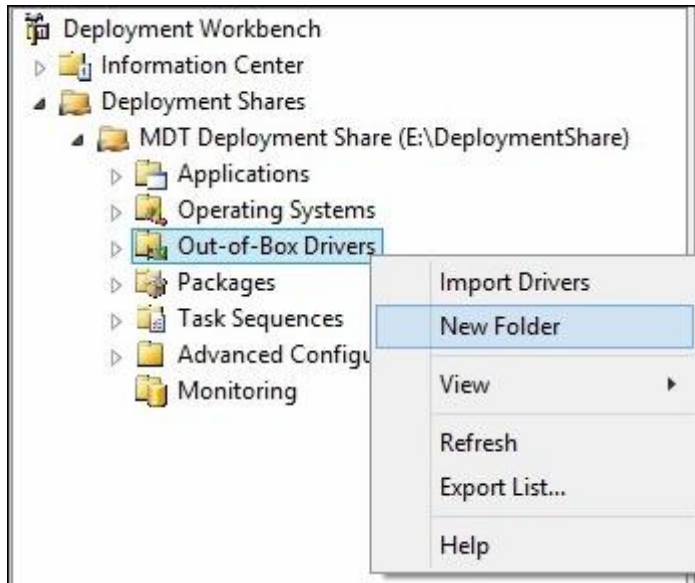 Deployment Workbench
Information Center
Deployment Shares
MDT Deployment Share (E:\DeploymentShare)
Applications
Operating Systems
Out-of-Box Drivers
Packages
Task Sequences
Advanced Configu
Monitoring
Import Drivers
New Folder
View
Refresh
Export List...
Help